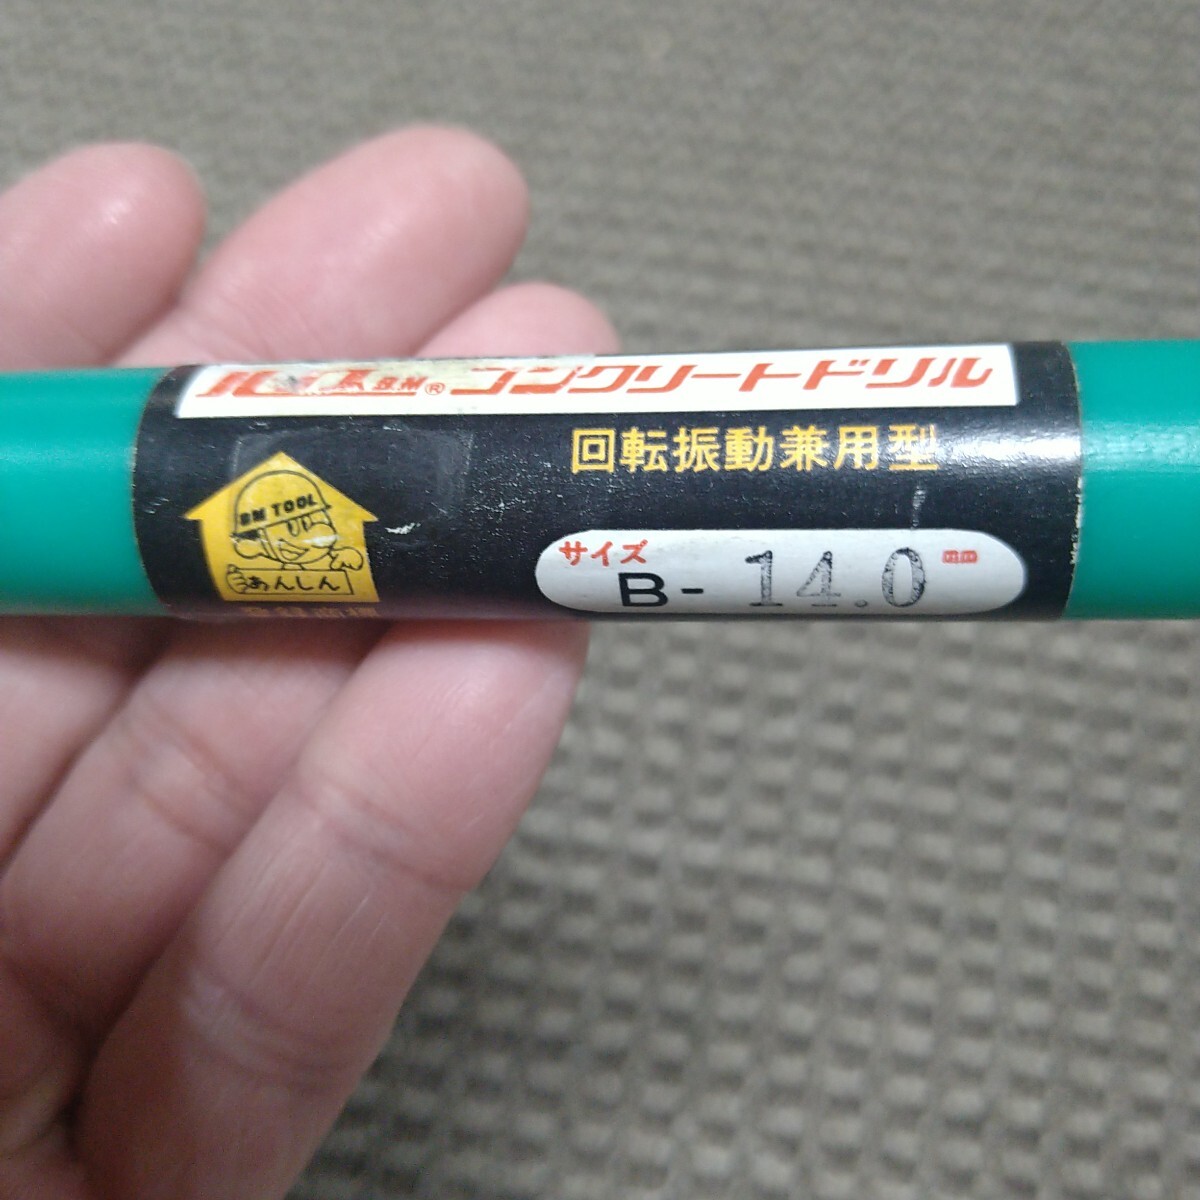 B.M® コンクリートドリル
回転振動兼用型
BM TOOL
あんしん
サイズ
B- 14.0 mm